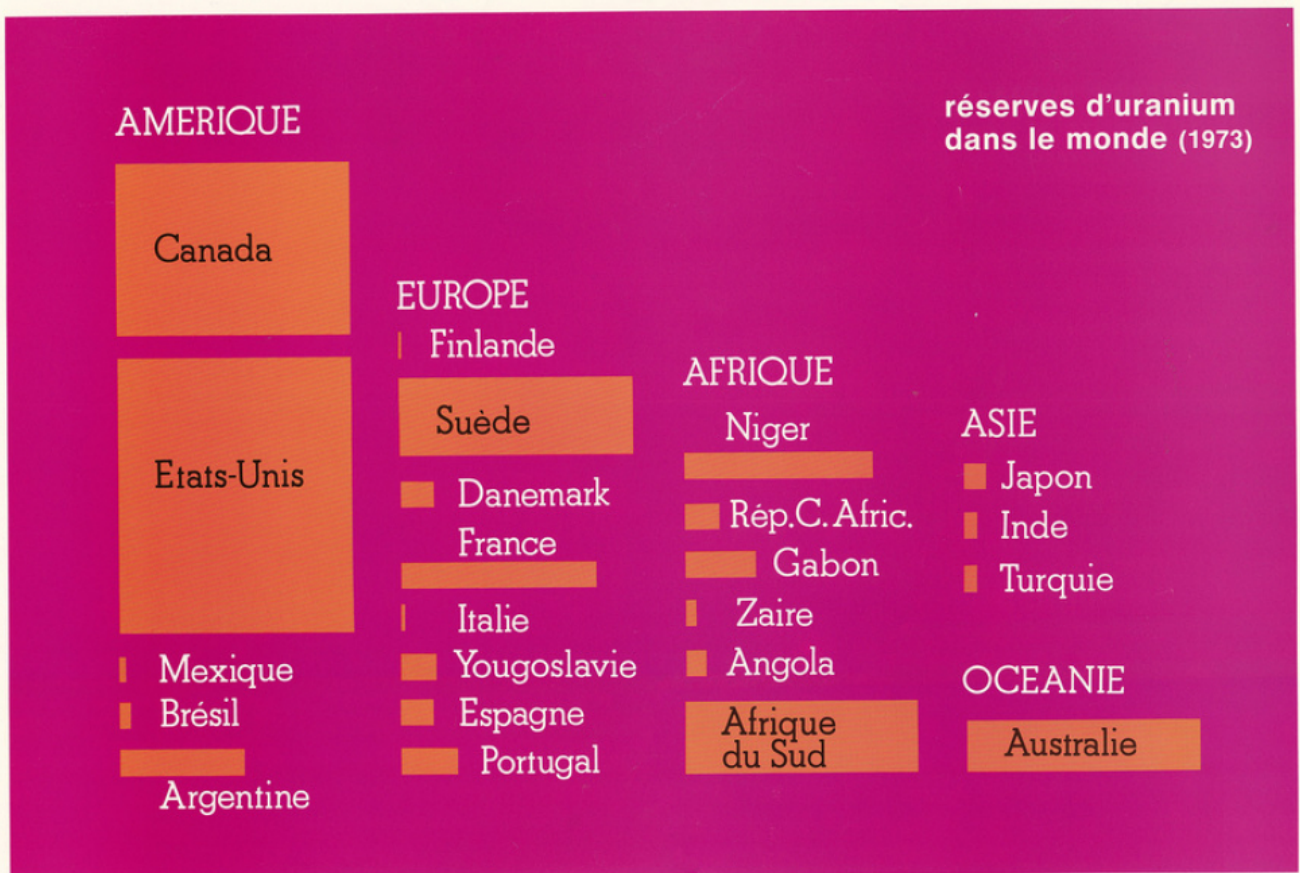 réserves d'uranium
dans le monde (1973)
AMERIQUE
Canada
Etats-Unis
Mexique
Brésil
Argentine
EUROPE
Finlande
Suède
Danemark
France
Italie
Yougoslavie
Espagne
Portugal
AFRIQUE
Niger
Rép.C.Afric.
Gabon
Zaire
Angola
Afrique
du Sud
ASIE
Japon
Inde
Turquie
OCEANIE
Australie